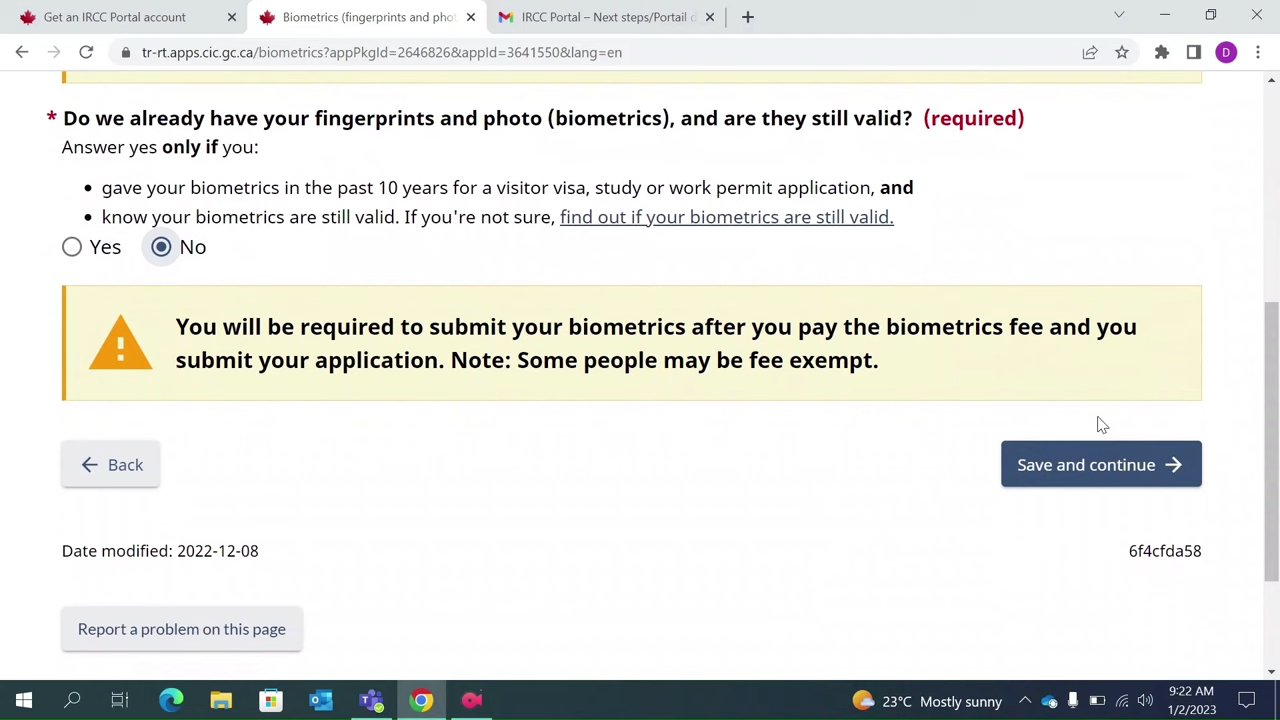 Get an IRCC Portal account
Biometrics (fingerprints and phot
IRCC Portal – Next steps/Portail d
tr-rt.apps.cic.gc.ca/biometrics?appPkgId=2646826&appId=3641550&lang=en
D
* Do we already have your fingerprints and photo (biometrics), and are they still valid? (required)
Answer yes only if you:
• gave your biometrics in the past 10 years for a visitor visa, study or work permit application, and
• know your biometrics are still valid. If you're not sure, find out if your biometrics are still valid.
Yes No
You will be required to submit your biometrics after you pay the biometrics fee and you
submit your application. Note: Some people may be fee exempt.
Back
Save and continue
Date modified: 2022-12-08
6f4cfda58
Report a problem on this page
23°C Mostly sunny
9:22 AM
1/2/2023